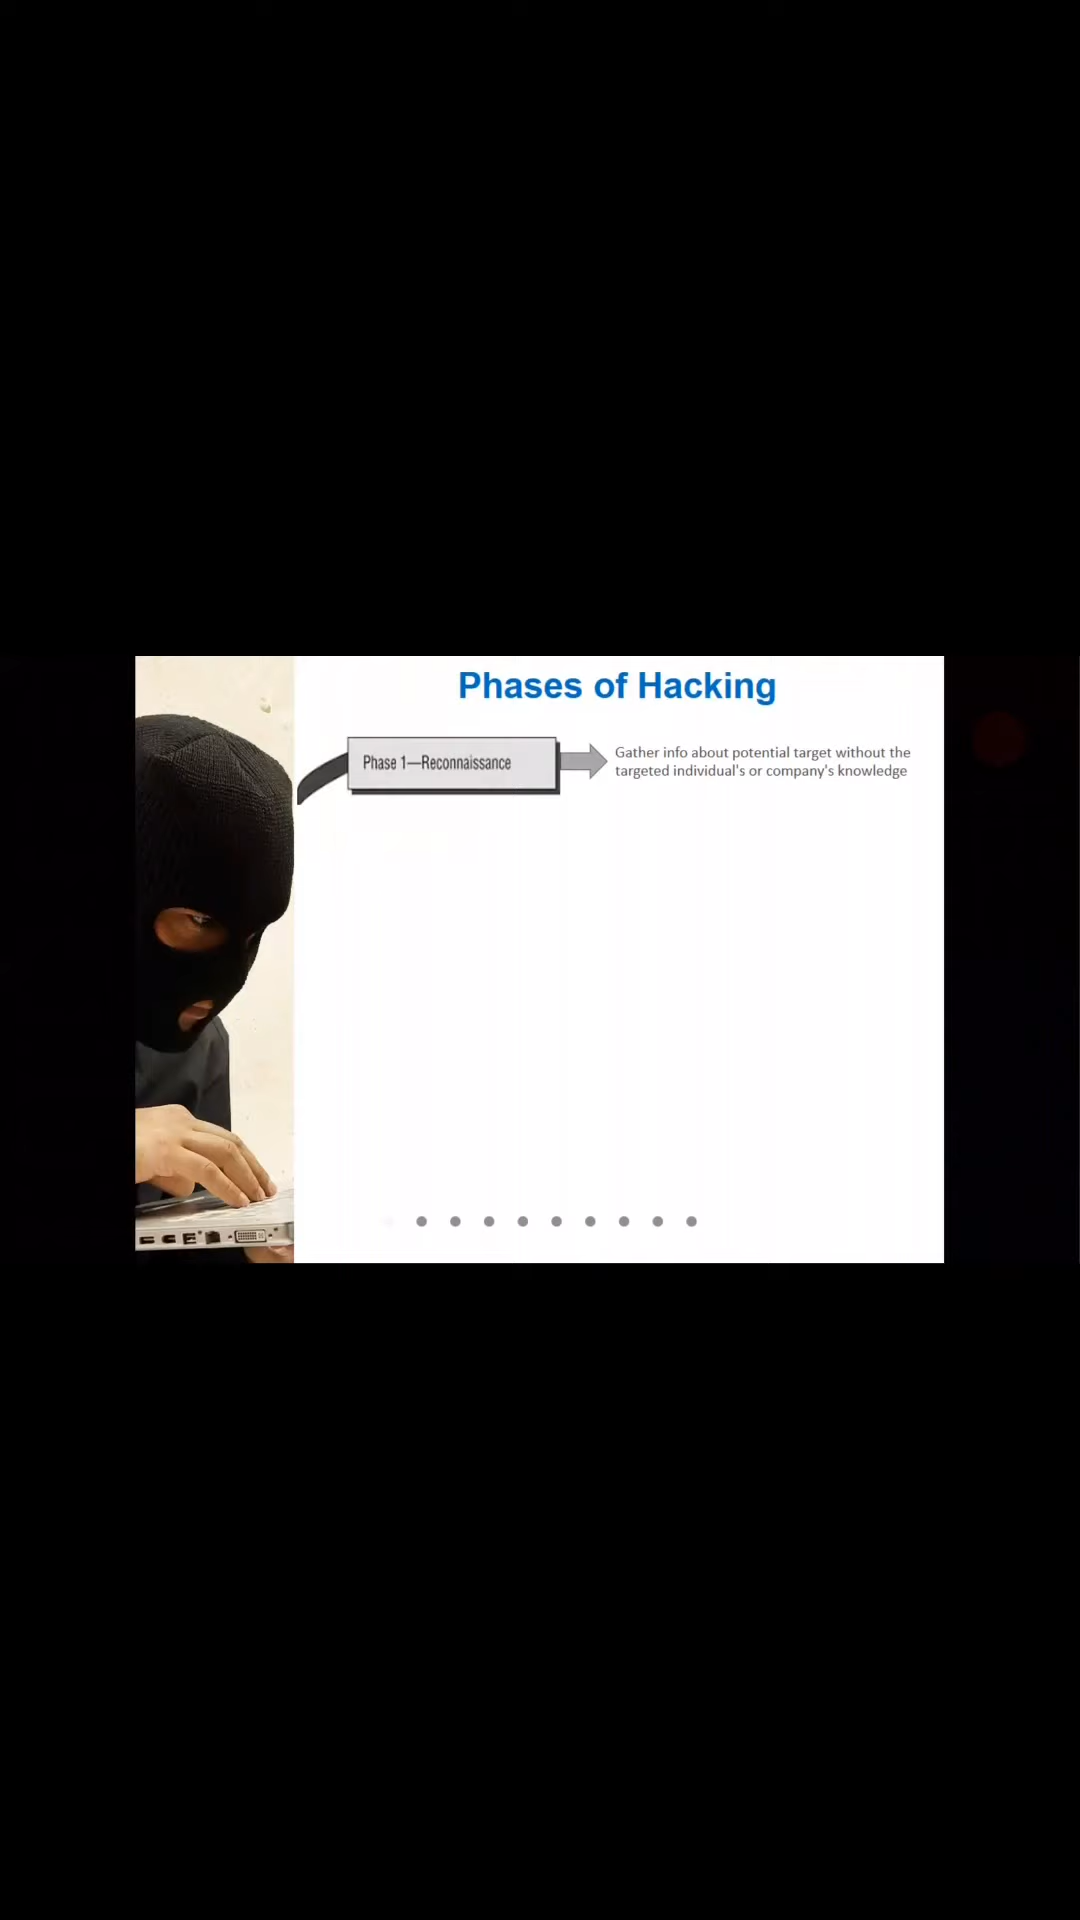 Phases of Hacking
Phase 1—Reconnaissance
Gather info about potential target without the
targeted individual's or company's knowledge